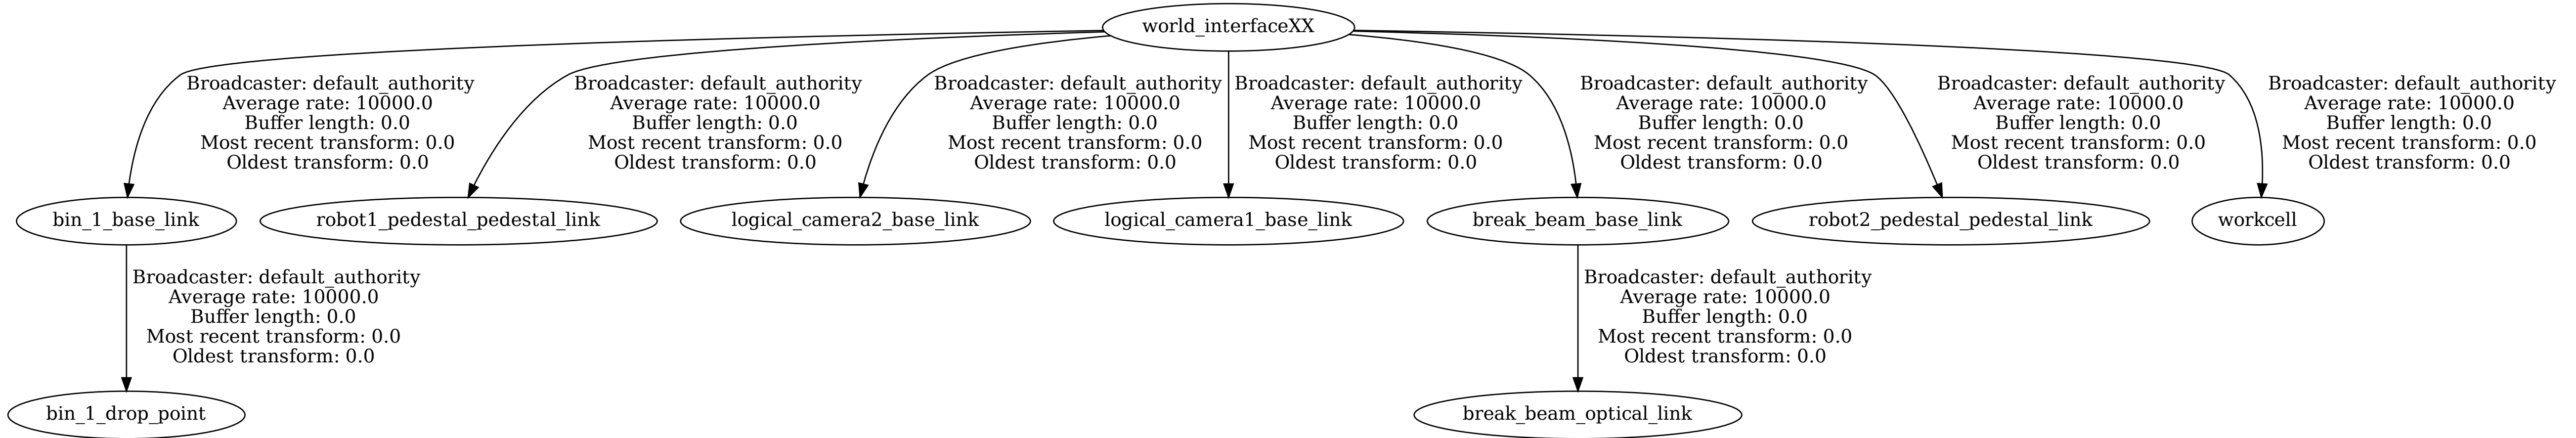 world_interfaceXX
Broadcaster: default_authority
Average rate: 10000.0
Buffer length: 0.0
Most recent transform: 0.0
Oldest transform: 0.0
Broadcaster: default_authority
Average rate: 10000.0
Buffer length: 0.0
Most recent transform: 0.0
Oldest transform: 0.0
Broadcaster: default_authority
Average rate: 10000.0
Buffer length: 0.0
Most recent transform: 0.0
Oldest transform: 0.0
Broadcaster: default_authority
Average rate: 10000.0
Buffer length: 0.0
Most recent transform: 0.0
Oldest transform: 0.0
Broadcaster: default_authority
Average rate: 10000.0
Buffer length: 0.0
Most recent transform: 0.0
Oldest transform: 0.0
Broadcaster: default_authority
Average rate: 10000.0
Buffer length: 0.0
Most recent transform: 0.0
Oldest transform: 0.0
Broadcaster: default_authority
Average rate: 10000.0
Buffer length: 0.0
Most recent transform: 0.0
Oldest transform: 0.0
bin_1_base_link
robot1_pedestal_pedestal_link
logical_camera2_base_link
logical_camera1_base_link
break_beam_base_link
robot2_pedestal_pedestal_link
workcell
Broadcaster: default_authority
Average rate: 10000.0
Buffer length: 0.0
Most recent transform: 0.0
Oldest transform: 0.0
Broadcaster: default_authority
Average rate: 10000.0
Buffer length: 0.0
Most recent transform: 0.0
Oldest transform: 0.0
bin_1_drop_point
break_beam_optical_link